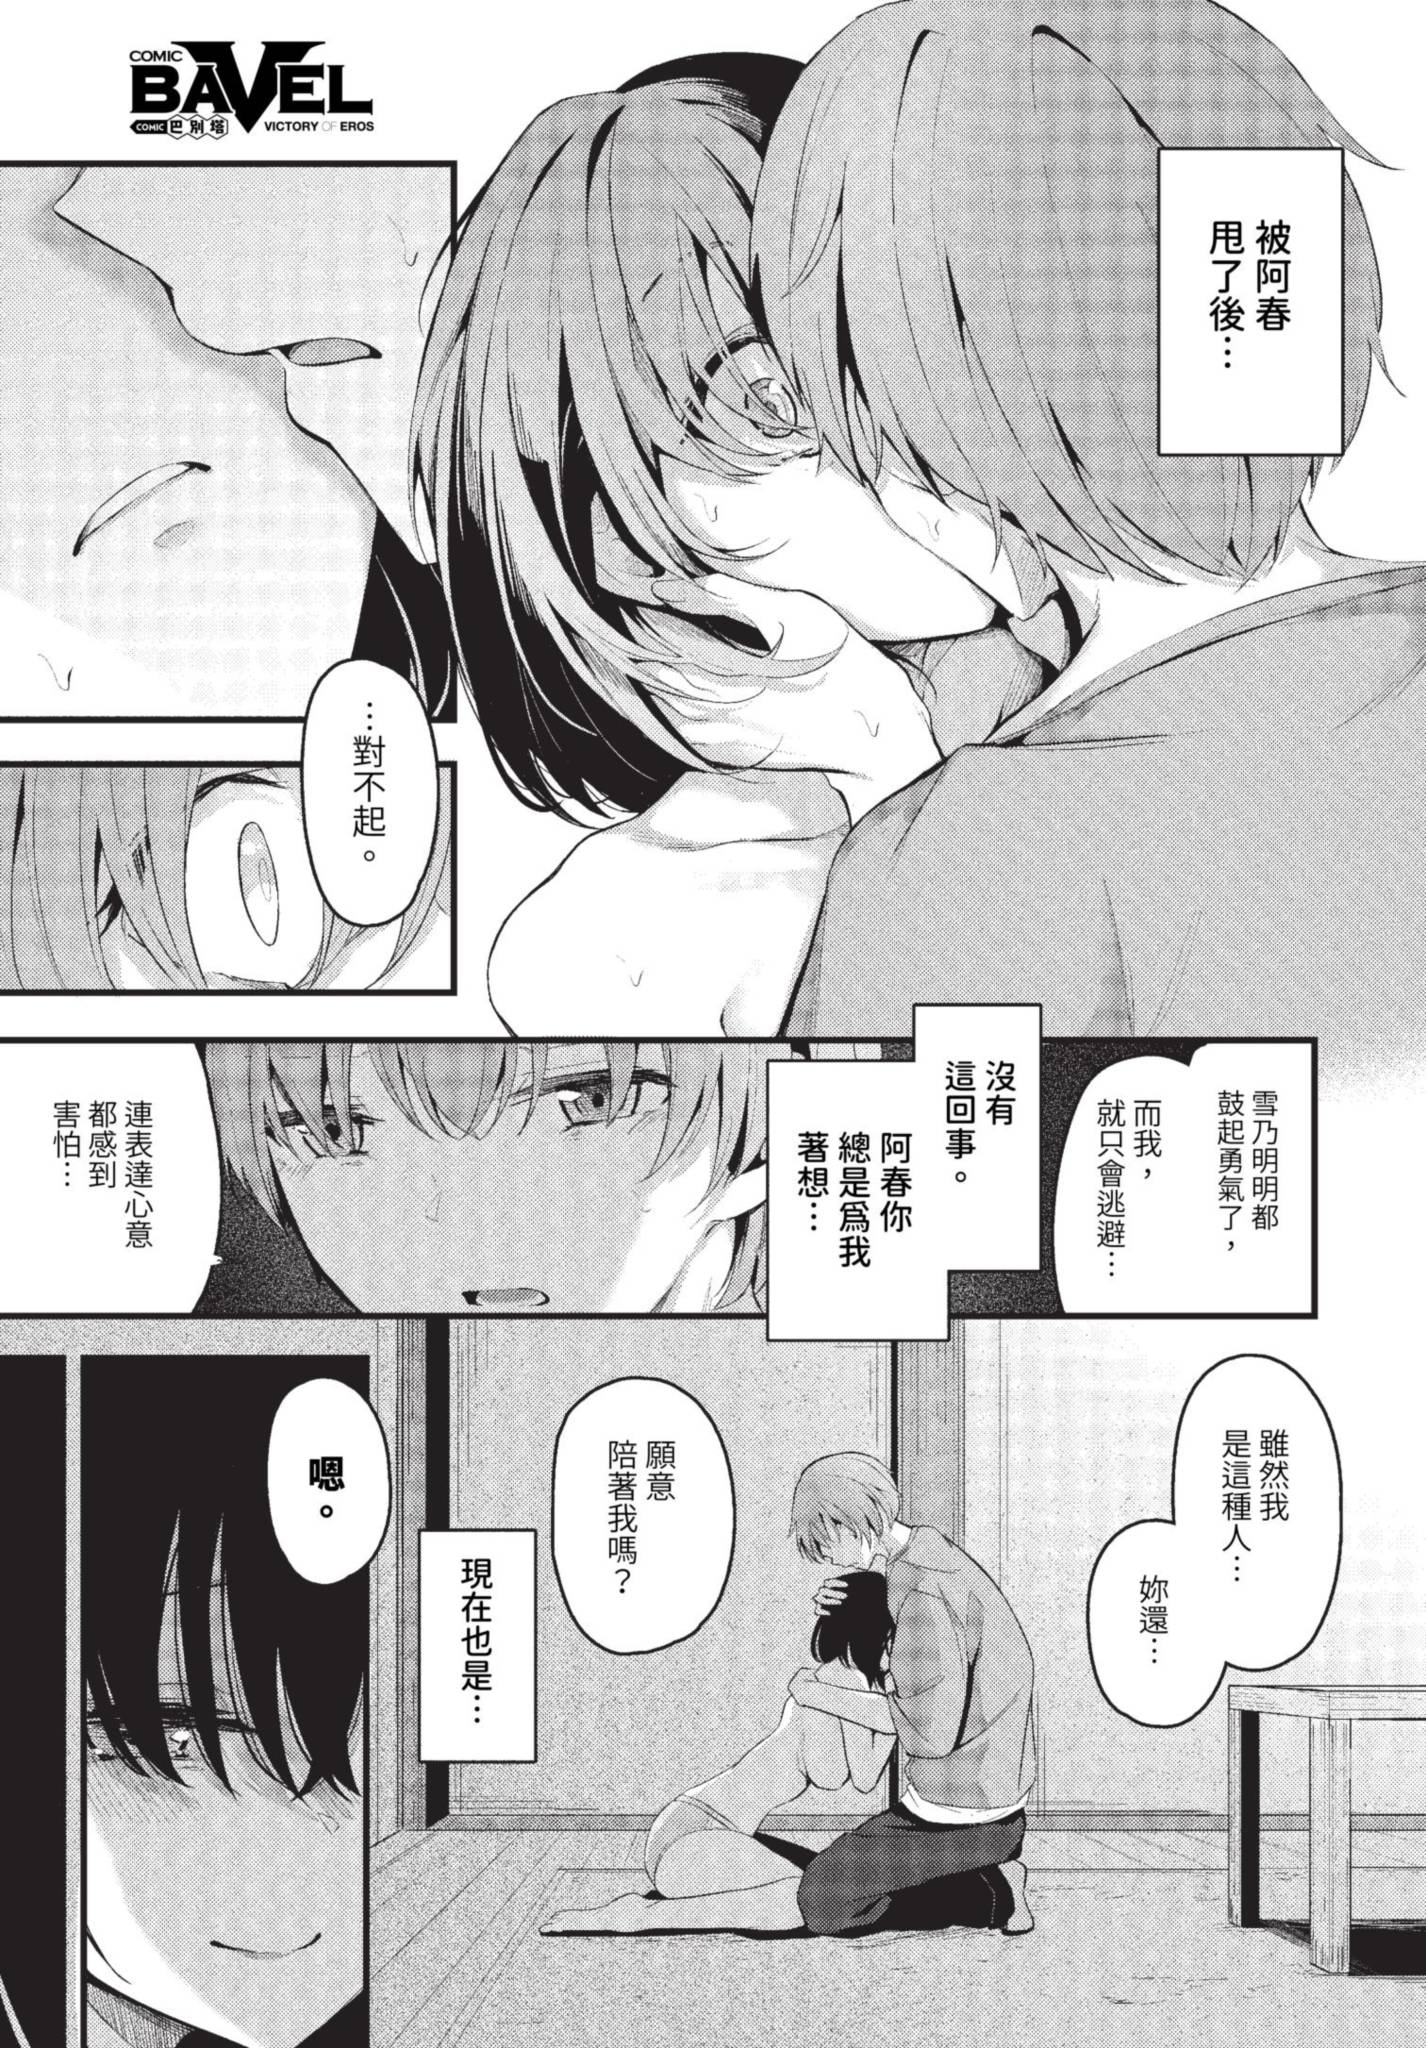 COMIC
BAVEL
COMIC 巴別塔
VICTORY OF EROS
被阿春
甩了後…
…對不起。
雪乃明明都
鼓起勇氣了，
而我，
就只會逃避…
沒有
這回事。
阿春你
總是為我
著想…
連表達心意
都感到
害怕…
雖然我
是這種人…
妳還…
願意
陪著我嗎？
現在也是…
嗯。